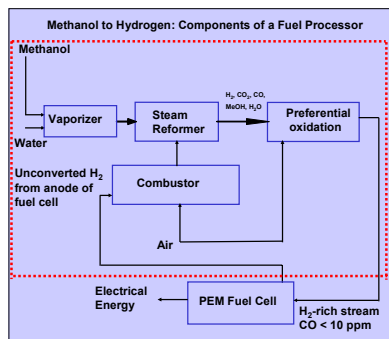 Methanol to Hydrogen: Components of a Fuel Processor
Methanol
Vaporizer
Water
Steam
Reformer
H2, CO2, CO,
MeOH, H2O
Preferential
oxidation
Unconverted H2
from anode of
fuel cell
Combustor
Air
Electrical
Energy
PEM Fuel Cell
H2-rich stream
CO < 10 ppm